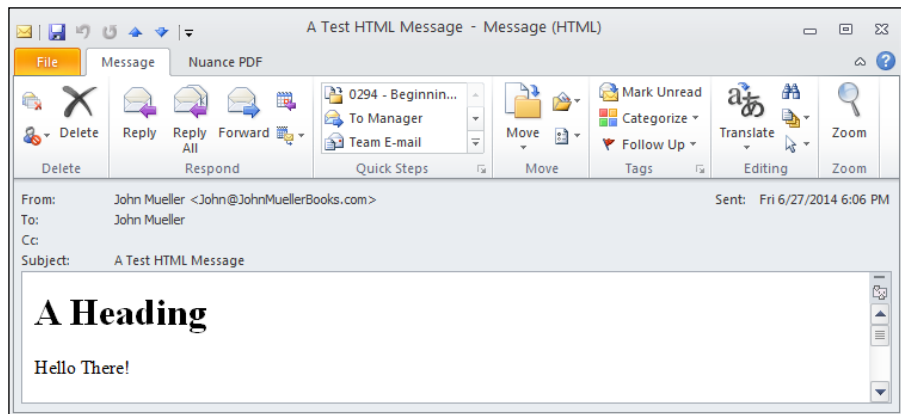 A Test HTML Message - Message (HTML)
File Message Nuance PDF
0294 - Beginnin... Mark Unread
To Manager Categorize
Delete Reply Reply All Forward Team E-mail Move Follow Up Translate Zoom
Delete Respond Quick Steps Move Tags Editing Zoom
From: John Mueller <John@JohnMuellerBooks.com> Sent: Fri 6/27/2014 6:06 PM
To: John Mueller
Cc:
Subject: A Test HTML Message
A Heading
Hello There!